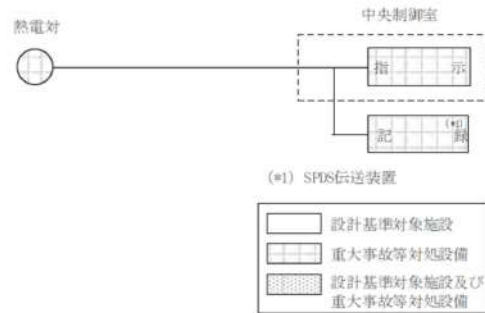 中央制御室
熱電対
指 示
(*1)
記 録
(*1) SPDS伝送装置
設計基準対象施設
重大事故等対処設備
設計基準対象施設及び
重大事故等対処設備